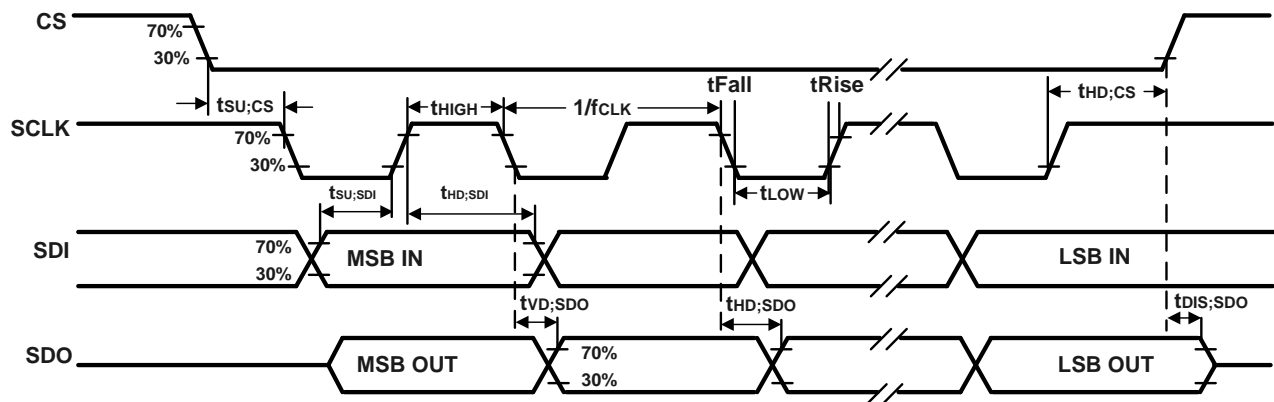 CS
70%
30%
tFall
tRise
tHD;CS
tSU;CS
tHIGH
1/fCLK
SCLK
70%
30%
tSU;SDI
tHD;SDI
tLOW
SDI
70%
30%
MSB IN
LSB IN
tVD;SDO
tHD;SDO
tDIS;SDO
SDO
MSB OUT
70%
30%
LSB OUT